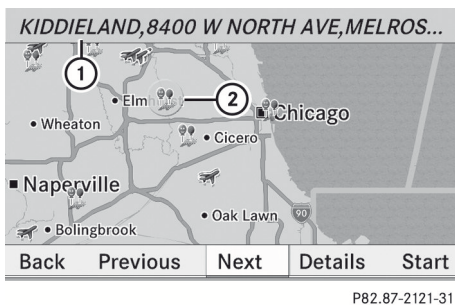 KIDDIELAND,8400 W NORTH AVE,MELROS...
1
Elm
2
Chicago
Wheaton
Cicero
Naperville
Oak Lawn
90
Bolingbrook
Back Previous Next Details Start
P82.87-2121-31